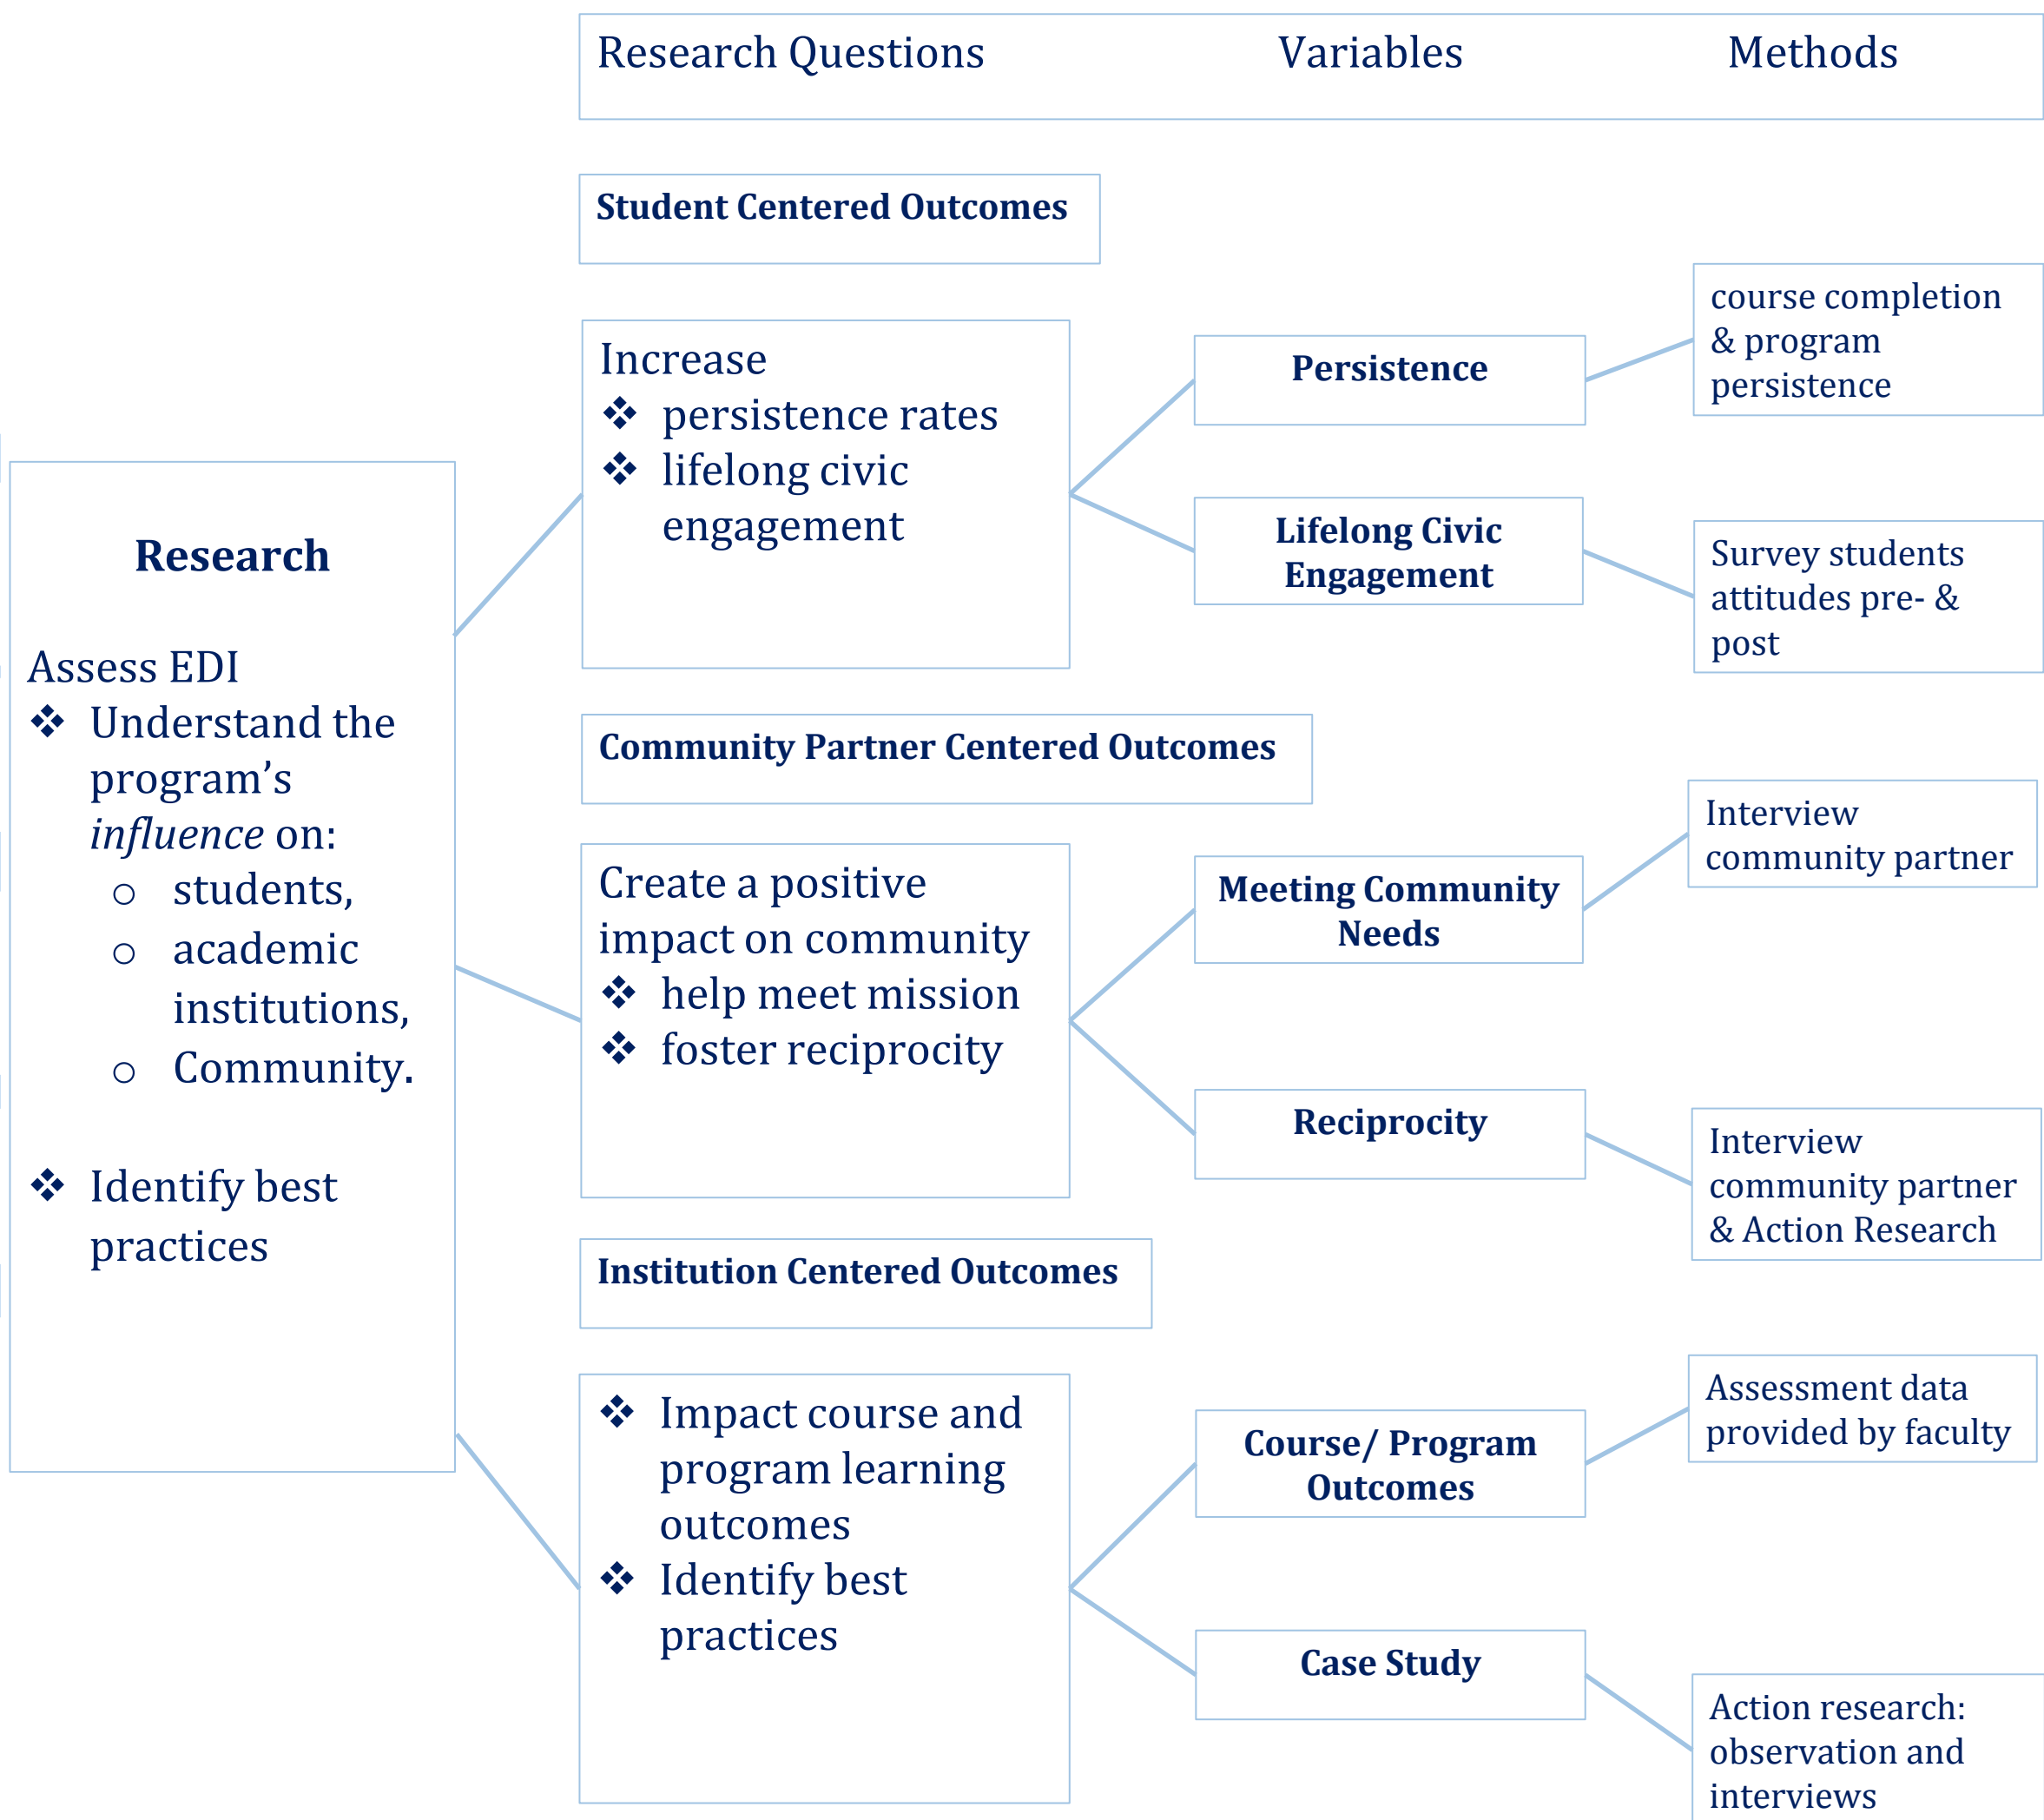 Research Questions Variables Methods
Student Centered Outcomes
Research
Assess EDI
❖ Understand the
program’s
influence on:
o students,
o academic
institutions,
o Community.
❖ Identify best
practices
Increase
❖ persistence rates
❖ lifelong civic
engagement
Persistence
course completion
& program
persistence
Lifelong Civic
Engagement
Survey students
attitudes pre- &
post
Community Partner Centered Outcomes
Create a positive
impact on community
❖ help meet mission
❖ foster reciprocity
Meeting Community
Needs
Interview
community partner
Reciprocity
Interview
community partner
& Action Research
Institution Centered Outcomes
❖ Impact course and
program learning
outcomes
❖ Identify best
practices
Course/ Program
Outcomes
Assessment data
provided by faculty
Case Study
Action research:
observation and
interviews